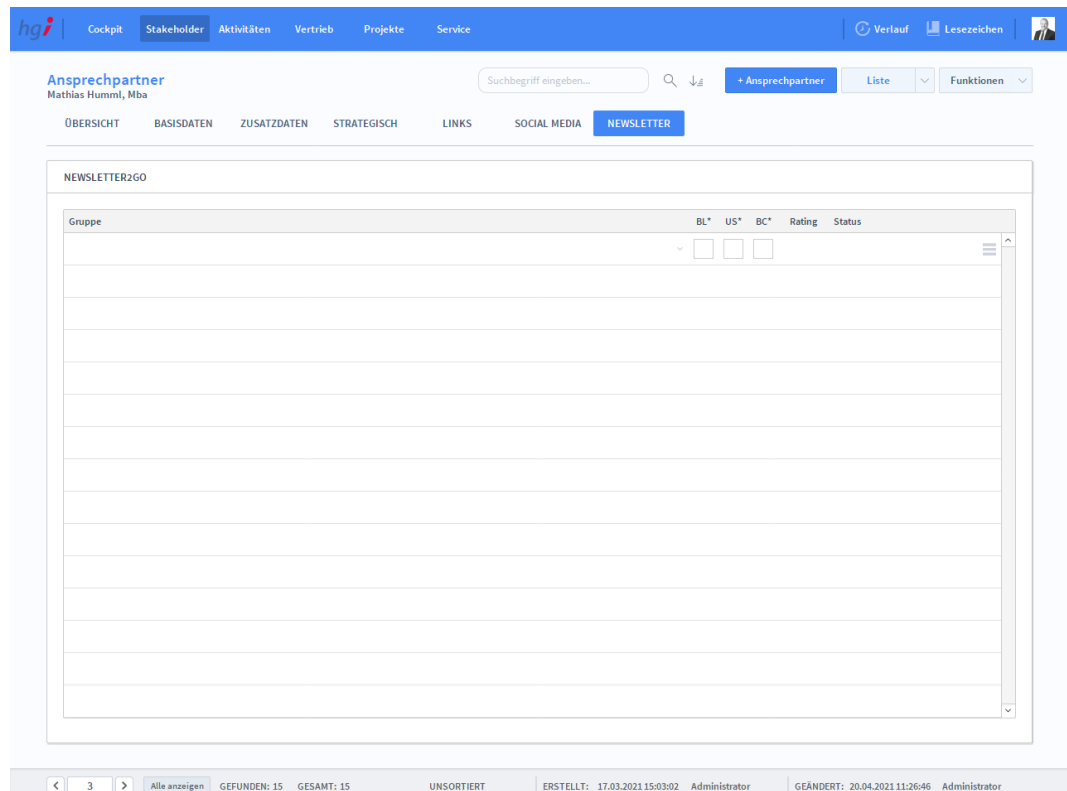 hgi Cockpit Stakeholder Aktivitäten Vertrieb Projekte Service Verlauf Lesezeichen
Ansprechpartner
Mathias Humml, Mba
Suchbegriff eingeben... + Ansprechpartner Liste Funktionen
ÜBERSICHT BASISDATEN ZUSATZDATEN STRATEGISCH LINKS SOCIAL MEDIA NEWSLETTER
NEWSLETTER2GO
Gruppe BL* US* BC* Rating Status
3 Alle anzeigen GEFUNDEN: 15 GESAMT: 15 UNSORTIERT ERSTELLT: 17.03.2021 15:03:02 Administrator GEÄNDERT: 20.04.2021 11:26:46 Administrator